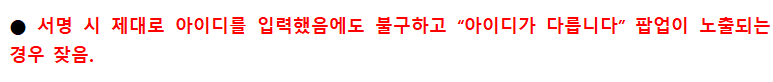 ● 서명 시 제대로 아이디를 입력했음에도 불구하고 “아이디가 다릅니다” 팝업이 노출되는
경우 잦음.